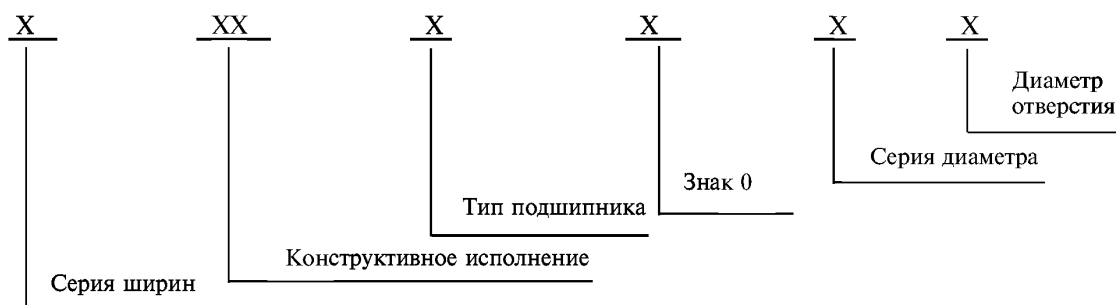 X XX X X X X
Диаметр
отверстия
Серия диаметра
Знак 0
Тип подшипника
Конструктивное исполнение
Серия ширин